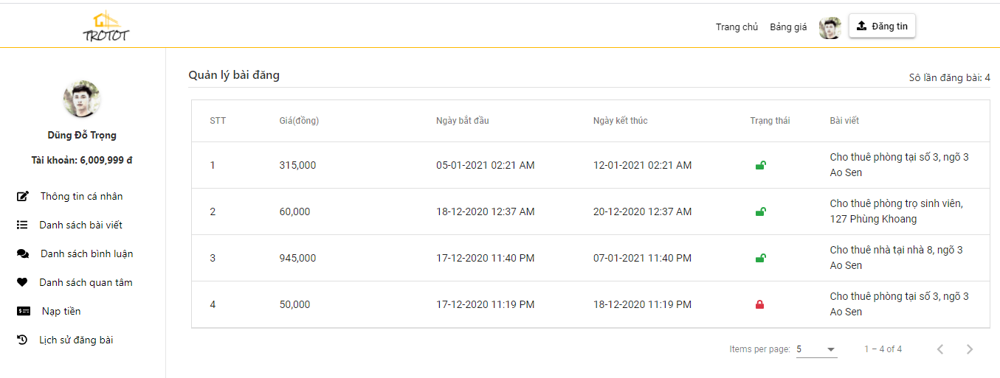 TROTOT
Trang chủ Bảng giá Đăng tin
Dũng Đỗ Trọng
Tài khoản: 6,009,999 đ
Thông tin cá nhân
Danh sách bài viết
Danh sách bình luận
Danh sách quan tâm
Nạp tiền
Lịch sử đăng bài
Quản lý bài đăng
Số lần đăng bài: 4
STT Giá(đồng) Ngày bắt đầu Ngày kết thúc Trạng thái Bài viết
1 315,000 05-01-2021 02:21 AM 12-01-2021 02:21 AM Cho thuê phòng tại số 3, ngõ 3
Ao Sen
2 60,000 18-12-2020 12:37 AM 20-12-2020 12:37 AM Cho thuê phòng trọ sinh viên,
127 Phùng Khoang
3 945,000 17-12-2020 11:40 PM 07-01-2021 11:40 PM Cho thuê nhà tại nhà 8, ngõ 3
Ao Sen
4 50,000 17-12-2020 11:19 PM 18-12-2020 11:19 PM Cho thuê phòng tại số 3, ngõ 3
Ao Sen
Items per page: 5 1 – 4 of 4